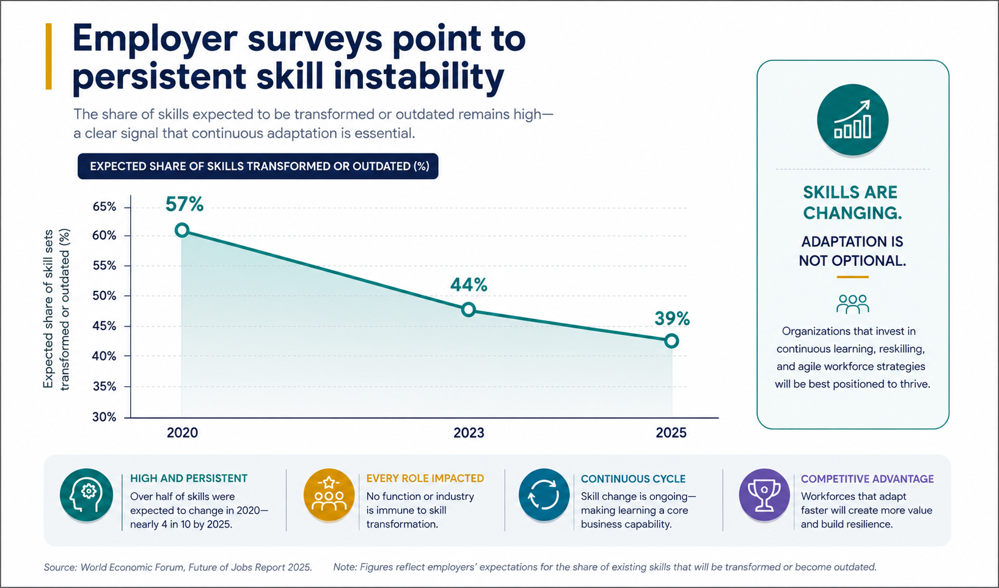 Employer surveys point to
persistent skill instability
The share of skills expected to be transformed or outdated remains high—
a clear signal that continuous adaptation is essential.
EXPECTED SHARE OF SKILLS TRANSFORMED OR OUTDATED (%)
Expected share of skill sets
transformed or outdated (%)
65%
60%
55%
50%
45%
40%
35%
30%
57%
44%
39%
2020
2023
2025
SKILLS ARE
CHANGING.
ADAPTATION IS
NOT OPTIONAL.
Organizations that invest in
continuous learning, reskilling,
and agile workforce strategies
will be best positioned to thrive.
HIGH AND PERSISTENT
Over half of skills were
expected to change in 2020—
nearly 4 in 10 by 2025.
EVERY ROLE IMPACTED
No function or industry
is immune to skill
transformation.
CONTINUOUS CYCLE
Skill change is ongoing—
making learning a core
business capability.
COMPETITIVE ADVANTAGE
Workforces that adapt
faster will create more value
and build resilience.
Source: World Economic Forum, Future of Jobs Report 2025.
Note: Figures reflect employers’ expectations for the share of existing skills that will be transformed or become outdated.